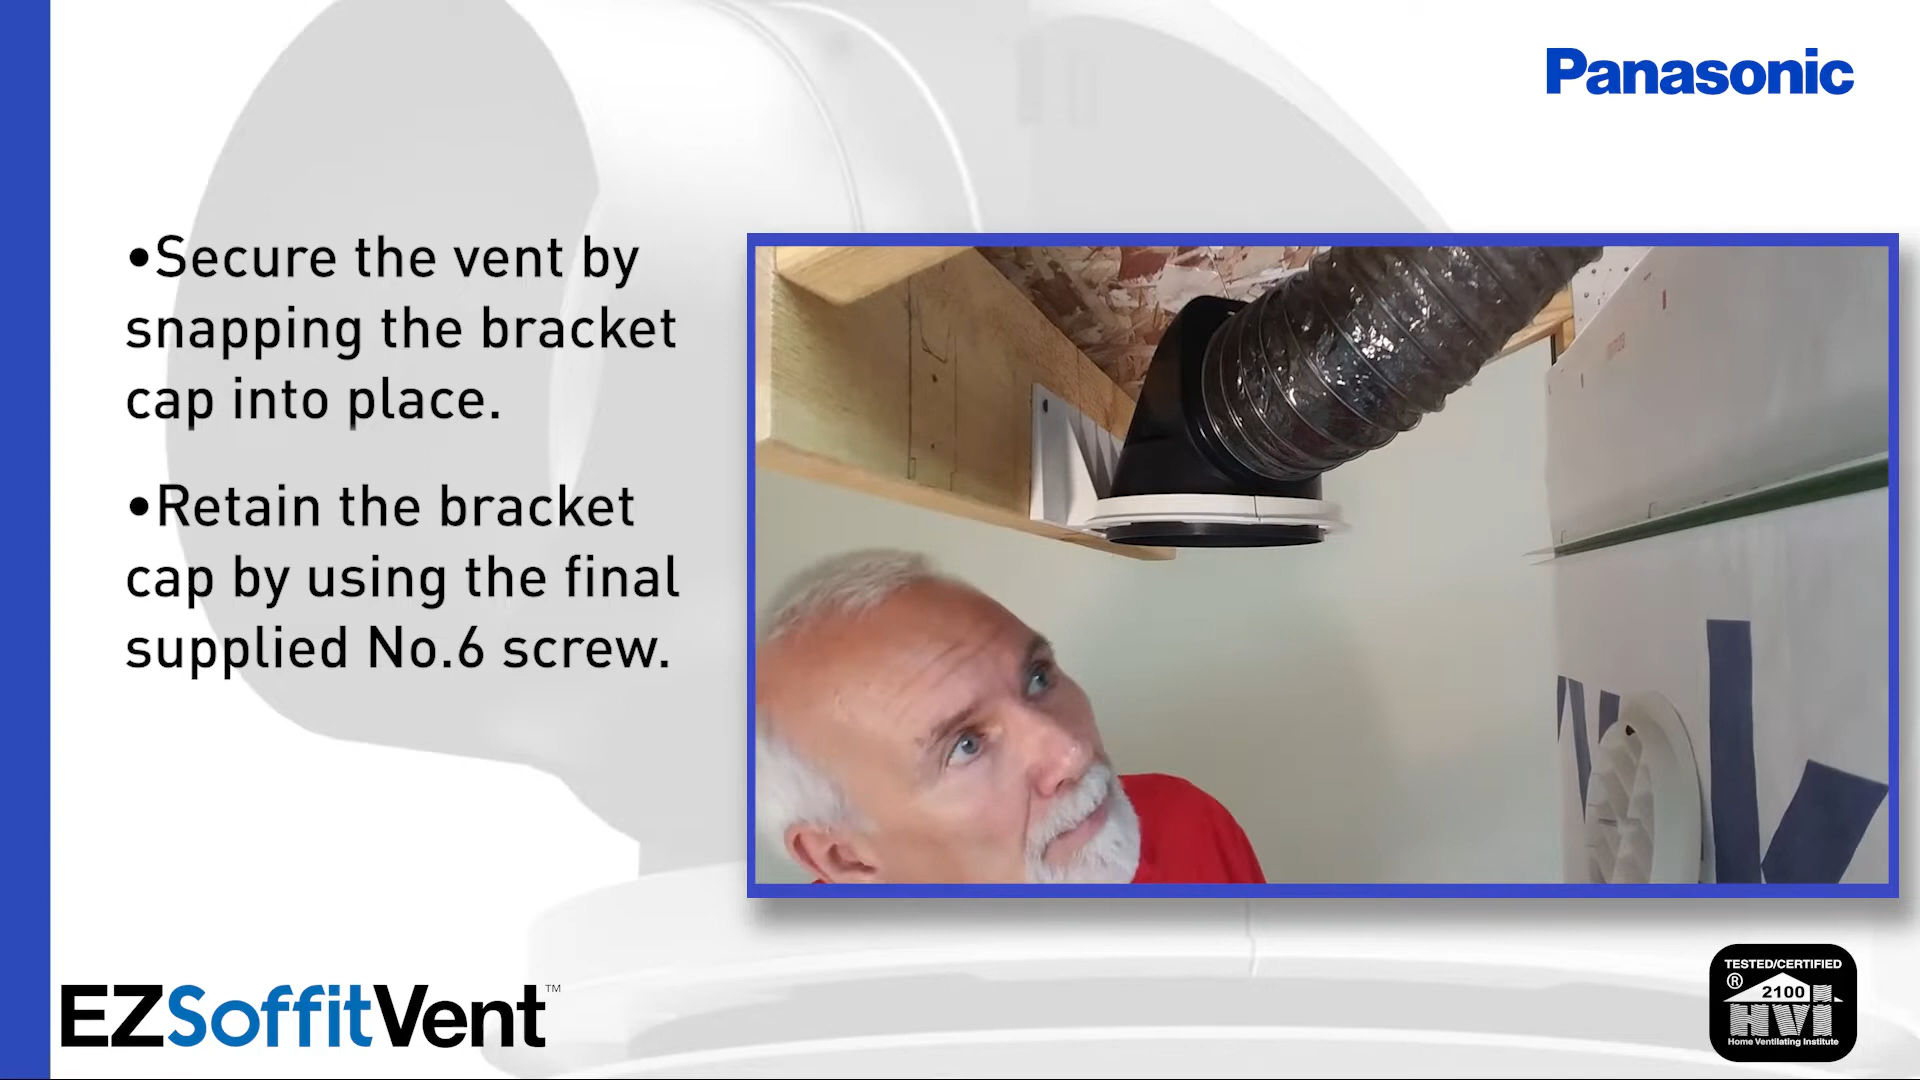 Panasonic
•Secure the vent by
snapping the bracket
cap into place.
•Retain the bracket
cap by using the final
supplied No.6 screw.
EZSoffitVent™
TESTED/CERTIFIED
®
2100
HVI
Home Ventilating Institute